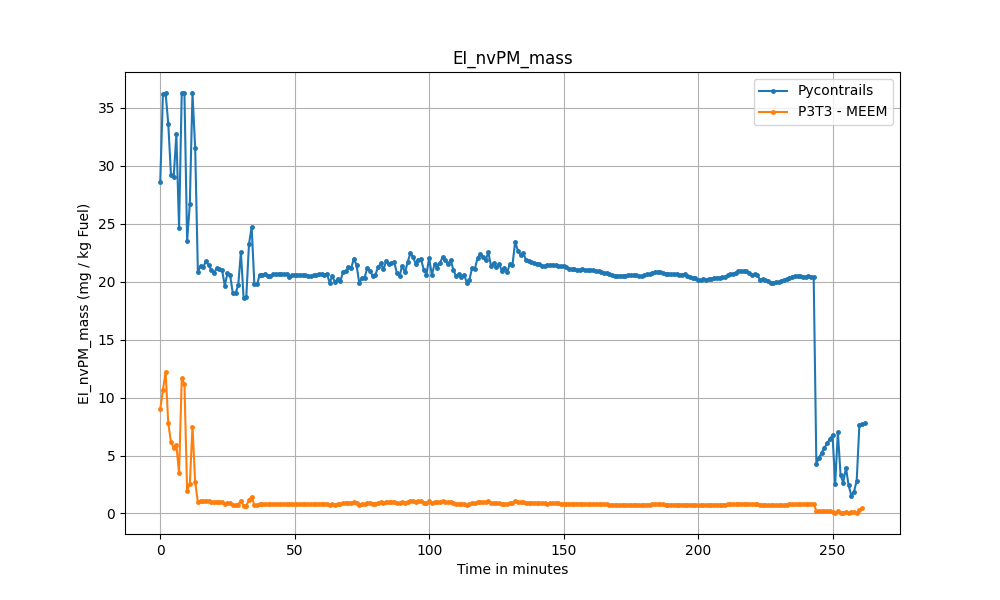 EI_nvPM_mass
Pycontrails
P3T3 - MEEM
EI_nvPM_mass (mg / kg Fuel)
35
30
25
20
15
10
5
0
0 50 100 150 200 250
Time in minutes